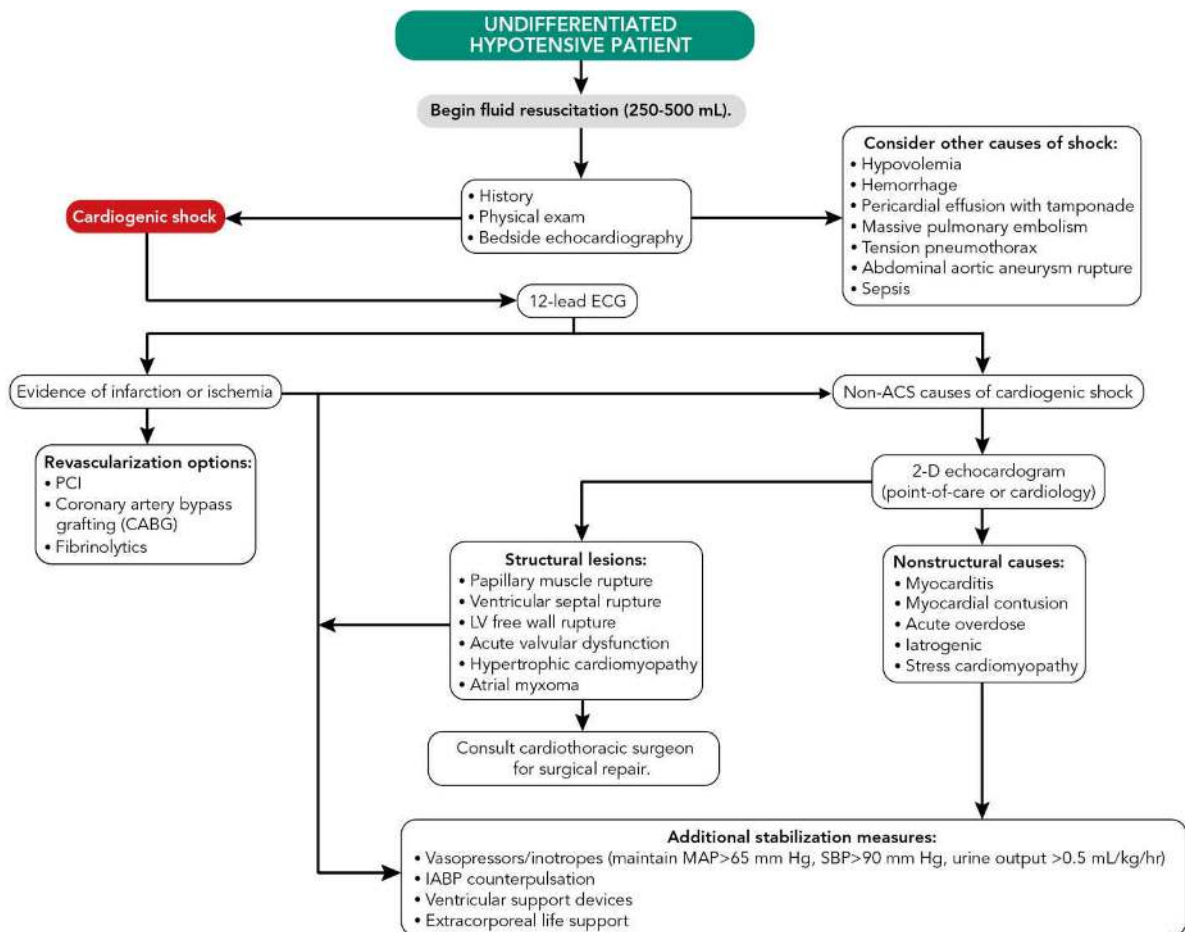 UNDIFFERENTIATED
HYPOTENSIVE PATIENT
Begin fluid resuscitation (250-500 mL).
• History
• Physical exam
• Bedside echocardiography
Cardiogenic shock
Consider other causes of shock:
• Hypovolemia
• Hemorrhage
• Pericardial effusion with tamponade
• Massive pulmonary embolism
• Tension pneumothorax
• Abdominal aortic aneurysm rupture
• Sepsis
12-lead ECG
Evidence of infarction or ischemia
Non-ACS causes of cardiogenic shock
Revascularization options:
• PCI
• Coronary artery bypass
grafting (CABG)
• Fibrinolytics
2-D echocardogram
(point-of-care or cardiology)
Structural lesions:
• Papillary muscle rupture
• Ventricular septal rupture
• LV free wall rupture
• Acute valvular dysfunction
• Hypertrophic cardiomyopathy
• Atrial myxoma
Nonstructural causes:
• Myocarditis
• Myocardial contusion
• Acute overdose
• Iatrogenic
• Stress cardiomyopathy
Consult cardiothoracic surgeon
for surgical repair.
Additional stabilization measures:
• Vasopressors/inotropes (maintain MAP>65 mm Hg, SBP>90 mm Hg, urine output >0.5 mL/kg/hr)
• IABP counterpulsation
• Ventricular support devices
• Extracorporeal life support